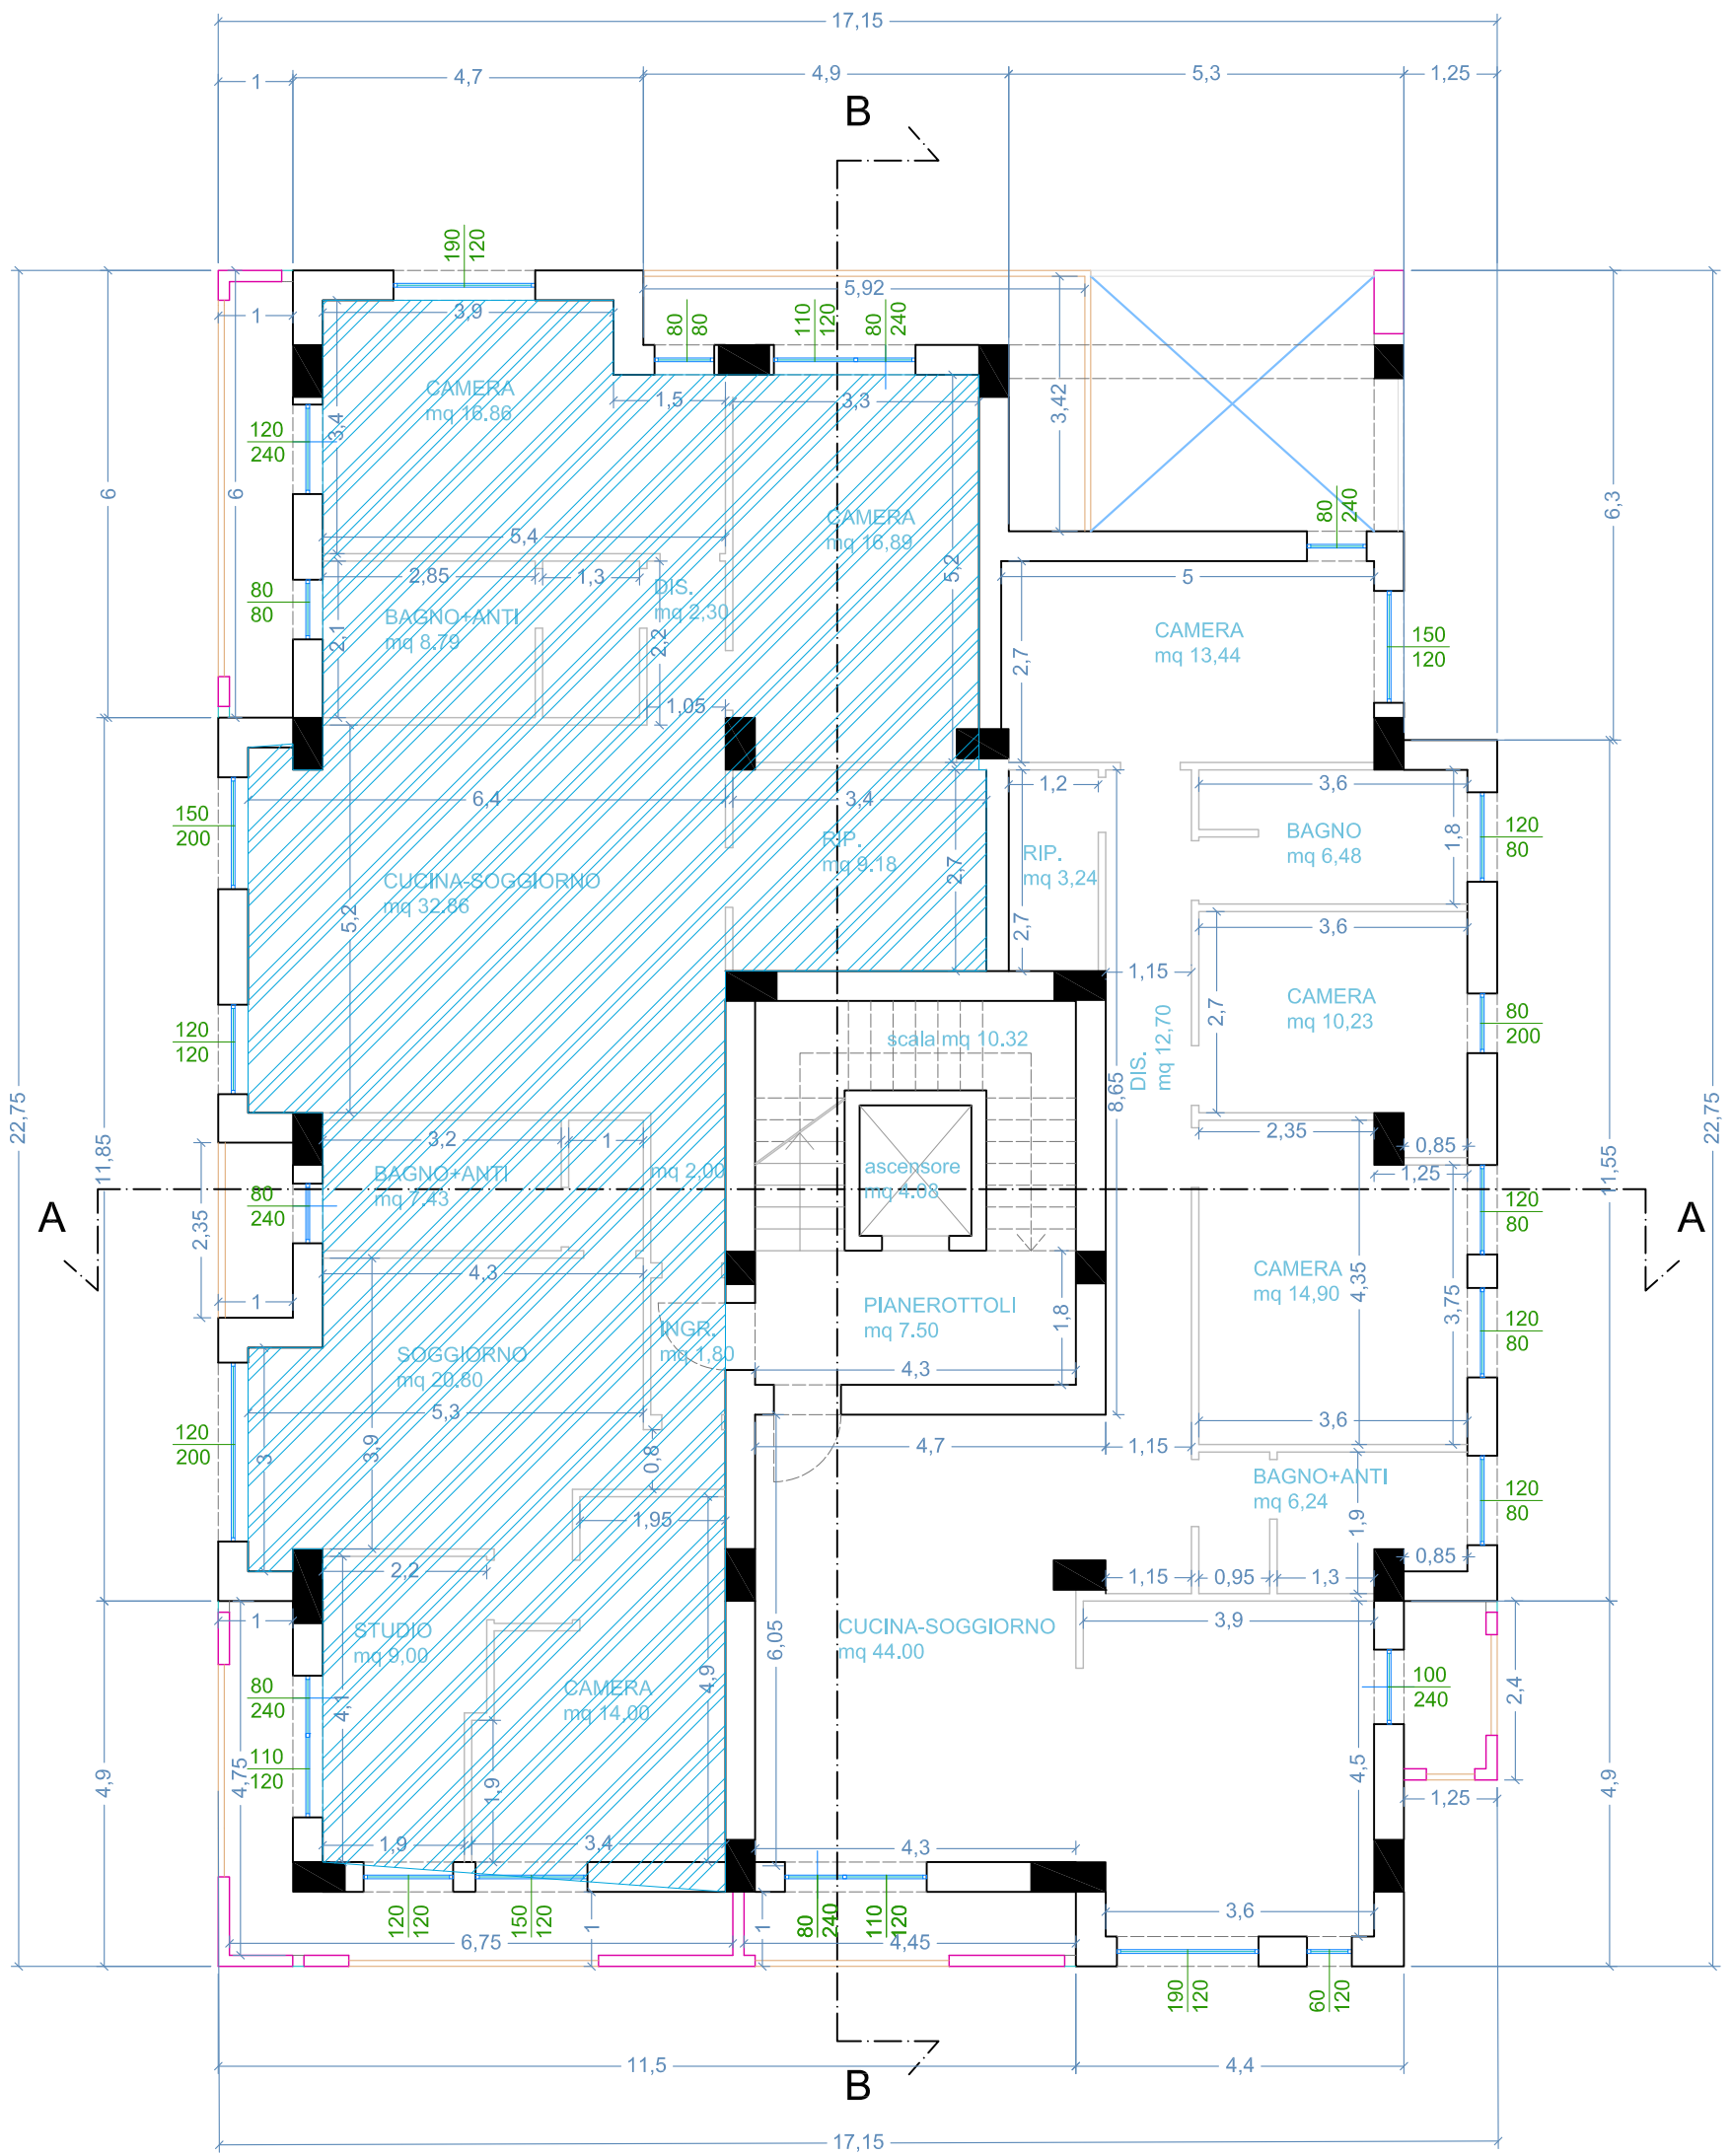 17,15
1
4,7
4,9
5,3
1,25
B
190
120
5,92
1
3,9
80
80
110
120
80
240
6
6
CAMERA
mq 16.86
3,4
1,5
3,3
3,42
6,3
120
240
CAMERA
mq 16,89
80
240
5,4
5,2
2,85
1,3
DIS.
mq 2,30
5
80
80
BAGNO+ANTI
mq 8.79
2,1
2,2
CAMERA
mq 13,44
150
120
2,7
1,05
6,4
3,4
1,2
3,6
150
200
RIP.
mq 9.18
2,7
RIP.
mq 3,24
BAGNO
mq 6,48
1,8
120
80
CUCINA-SOGGIORNO
mq 32.86
5,2
2,7
3,6
1,15
CAMERA
mq 10,23
2,7
80
200
120
120
scala mq 10.32
DIS.
mq 12,70
8,65
22,75
22,75
11,85
11,55
3,2
1
2,35
0,85
BAGNO+ANTI
mq 7.43
mq 2,00
ascensore
mq 4.08
1,25
80
240
120
80
A
A
2,35
4,3
1
CAMERA
mq 14,90
4,35
3,75
PIANEROTTOLI
mq 7.50
1,8
INGR.
mq 1,80
120
80
SOGGIORNO
mq 20.80
4,3
5,3
3,6
120
200
3
3,9
0,8
4,7
1,15
BAGNO+ANTI
mq 6,24
1,9
120
80
1,95
2,2
1,15
0,95
1,3
0,85
1
STUDIO
mq 9,00
6,05
CUCINA-SOGGIORNO
mq 44.00
3,9
80
240
4,1
CAMERA
mq 14.00
4,9
100
240
2,4
110
120
4,9
4,75
1,9
4,5
4,9
1,25
1,9
3,4
4,3
120
120
150
120
1
1
80
240
110
120
3,6
6,75
4,45
190
120
60
120
11,5
4,4
B
17,15